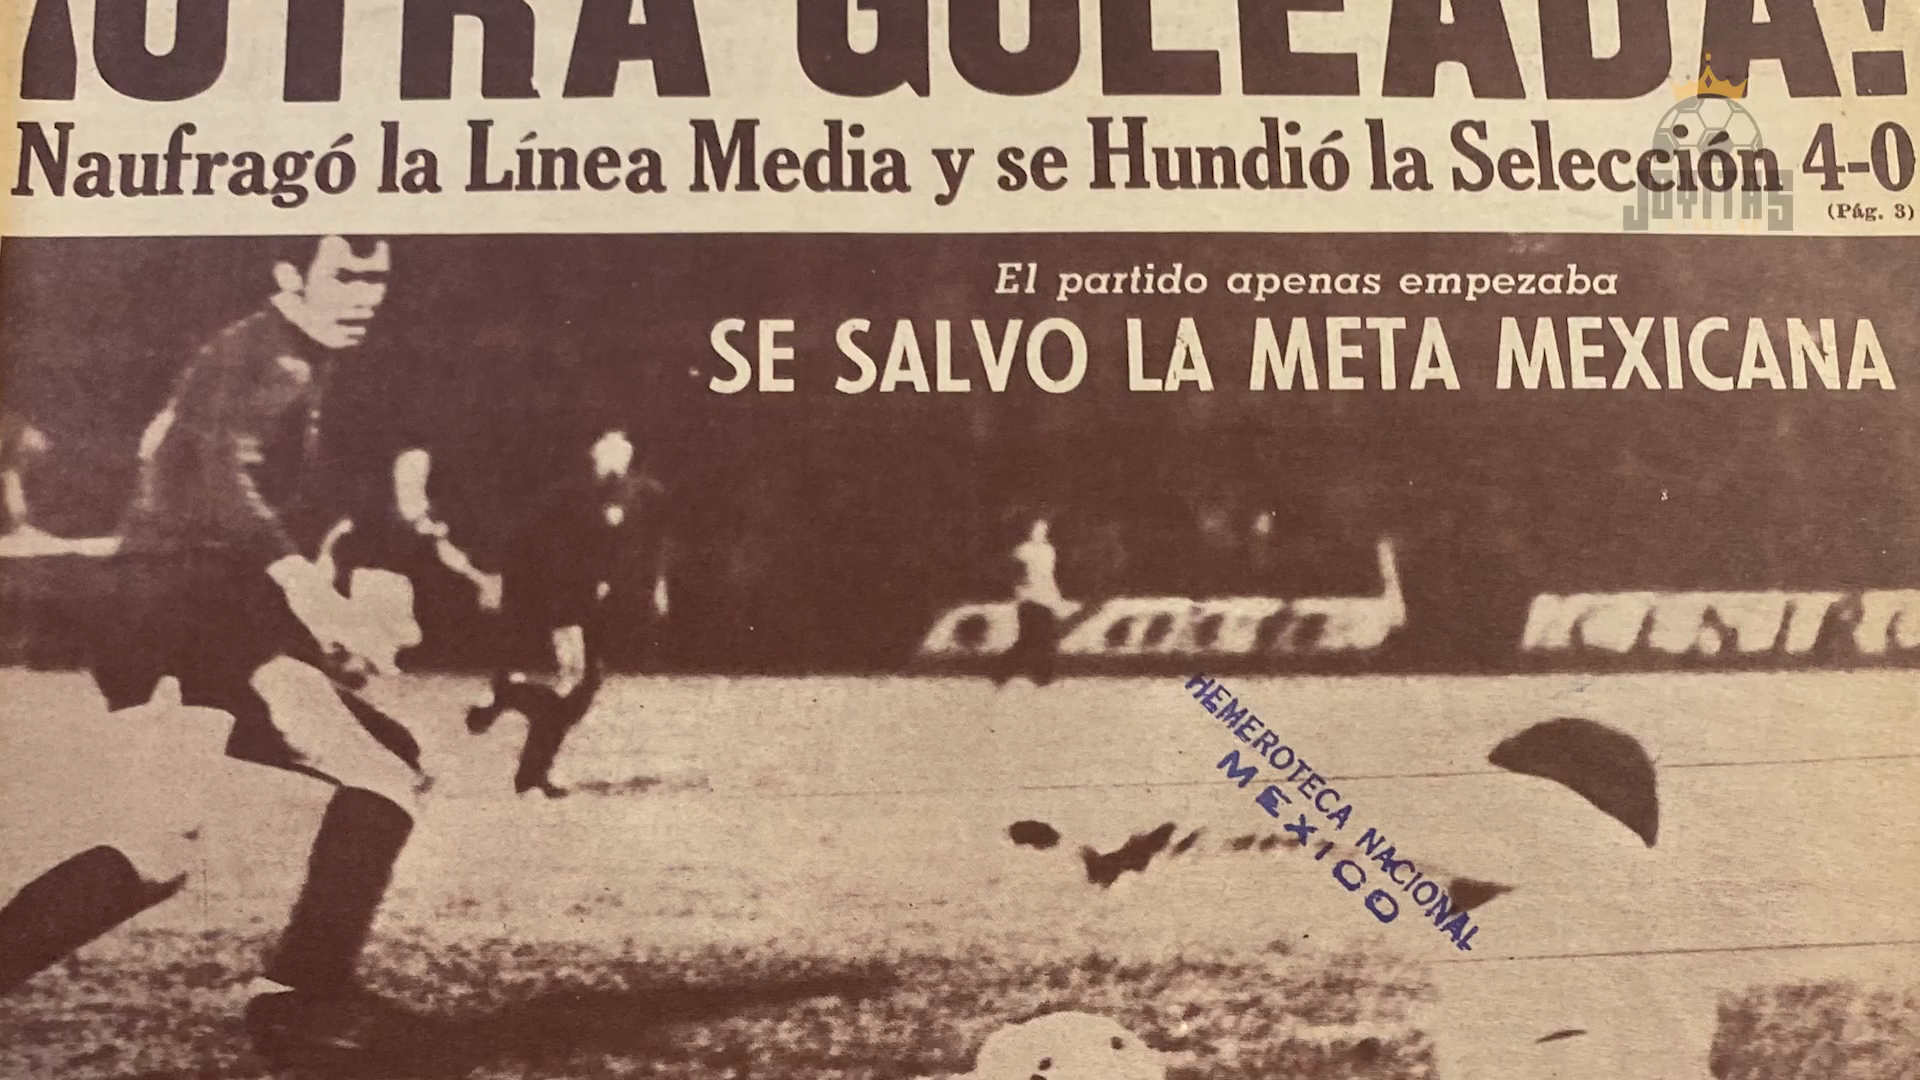 ¡OTRA GOLEADA!
Naufragó la Línea Media y se Hundió la Selección 4-0
(Pág. 3)
JOYITAS
El partido apenas empezaba
SE SALVO LA META MEXICANA
HEMEROTECA NACIONAL
MEXICO